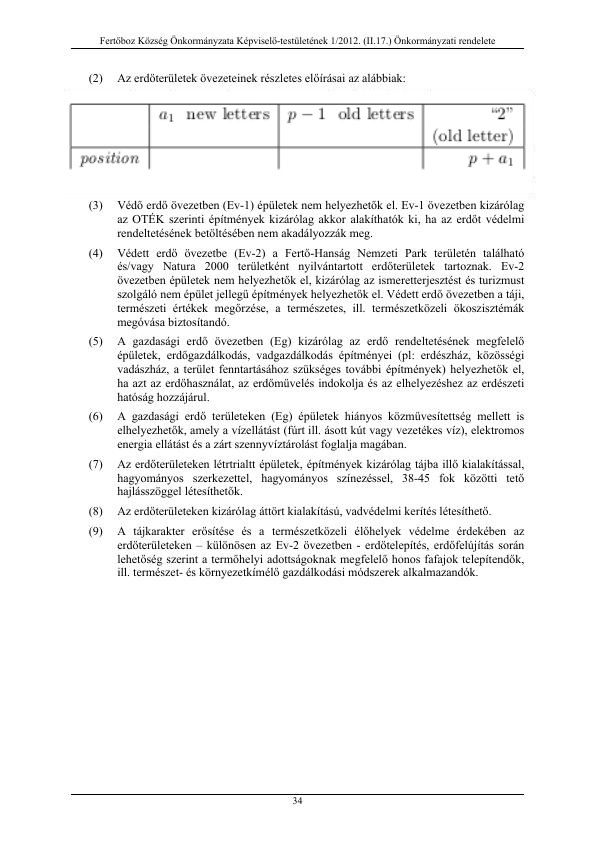 Fertőboz Község Önkormányzata Képviselő-testületének 1/2012. (II.17.) Önkormányzati rendelete
(2) Az erdőterületek övezeteinek részletes előírásai az alábbiak:
a₁ new letters p − 1 old letters “2”
(old letter)
position p + a₁
(3) Védő erdő övezetben (Ev-1) épületek nem helyezhetők el. Ev-1 övezetben kizárólag
az OTÉK szerinti építmények kizárólag akkor alakíthatók ki, ha az erdőt védelmi
rendeltetésének betöltésében nem akadályozzák meg.
(4) Védett erdő övezetbe (Ev-2) a Fertő-Hanság Nemzeti Park területén található
és/vagy Natura 2000 területként nyilvántartott erdőterületek tartoznak. Ev-2
övezetben épületek nem helyezhetők el, kizárólag az ismeretterjesztést és turizmust
szolgáló nem épület jellegű építmények helyezhetők el. Védett erdő övezetben a táji,
természeti értékek megőrzése, a természetes, ill. természetközeli ökoszisztémák
megóvása biztosítandó.
(5) A gazdasági erdő övezetben (Eg) kizárólag az erdő rendeltetésének megfelelő
épületek, erdőgazdálkodás, vadgazdálkodás építményei (pl: erdészház, közösségi
vadászház, a terület fenntartásához szükséges további építmények) helyezhetők el,
ha azt az erdőhasználat, az erdőművelés indokolja és az elhelyezéshez az erdészeti
hatóság hozzájárul.
(6) A gazdasági erdő területeken (Eg) épületek hiányos közművesítettség mellett is
elhelyezhetők, amely a vízellátást (fúrt ill. ásott kút vagy vezetékes víz), elektromos
energia ellátást és a zárt szennyvíztárolást foglalja magában.
(7) Az erdőterületeken létrtrialtt épületek, építmények kizárólag tájba illő kialakítással,
hagyományos szerkezettel, hagyományos színezéssel, 38-45 fok közötti tető
hajlásszöggel létesíthetők.
(8) Az erdőterületeken kizárólag áttört kialakítású, vadvédelmi kerítés létesíthető.
(9) A tájkarakter erősítése és a természetközeli élőhelyek védelme érdekében az
erdőterületeken – különösen az Ev-2 övezetben - erdőtelepítés, erdőfelújítás során
lehetőség szerint a termőhelyi adottságoknak megfelelő honos fafajok telepítendők,
ill. természet- és környezetkímélő gazdálkodási módszerek alkalmazandók.
34